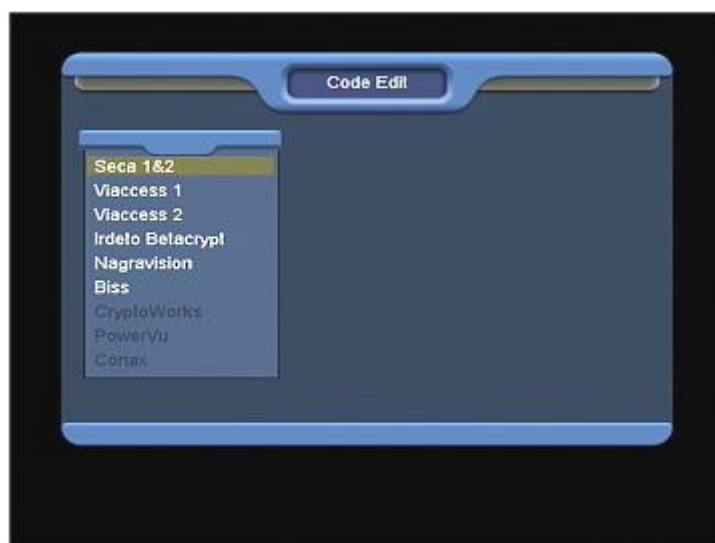 Code Edit
Seca 1&2
Viaccess 1
Viaccess 2
Irdeto Betacrypt
Nagravision
Biss
CryptoWorks
PowerVu
Conax